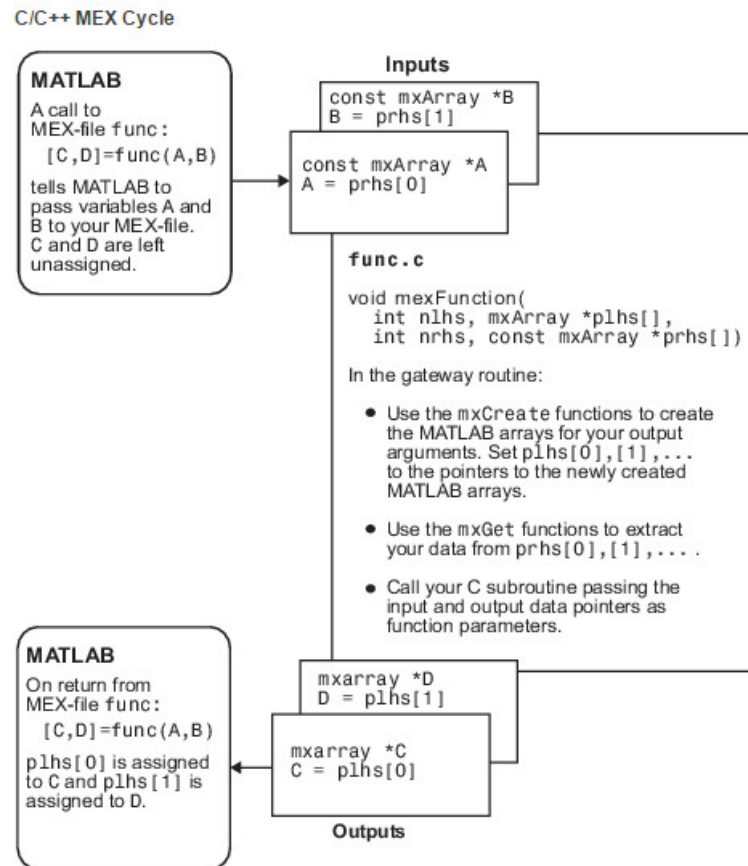 C/C++ MEX Cycle
MATLAB
A call to
MEX-file func:
[C,D]=func(A,B)
tells MATLAB to
pass variables A and
B to your MEX-file.
C and D are left
unassigned.
Inputs
const mxArray *B
B = prhs[1]
const mxArray *A
A = prhs[0]
func.c
void mexFunction(
int nlhs, mxArray *plhs[],
int nrhs, const mxArray *prhs[])
In the gateway routine:
● Use the mxCreate functions to create
the MATLAB arrays for your output
arguments. Set plhs[0],[1],...
to the pointers to the newly created
MATLAB arrays.
● Use the mxGet functions to extract
your data from prhs[0],[1],... .
● Call your C subroutine passing the
input and output data pointers as
function parameters.
mxarray *D
D = plhs[1]
mxarray *C
C = plhs[0]
Outputs
MATLAB
On return from
MEX-file func:
[C,D]=func(A,B)
plhs[0] is assigned
to C and plhs[1] is
assigned to D.